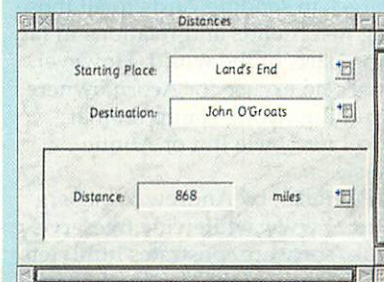 Distances
Starting Place: Land's End
Destination: John O'Groats
Distance: 868 miles